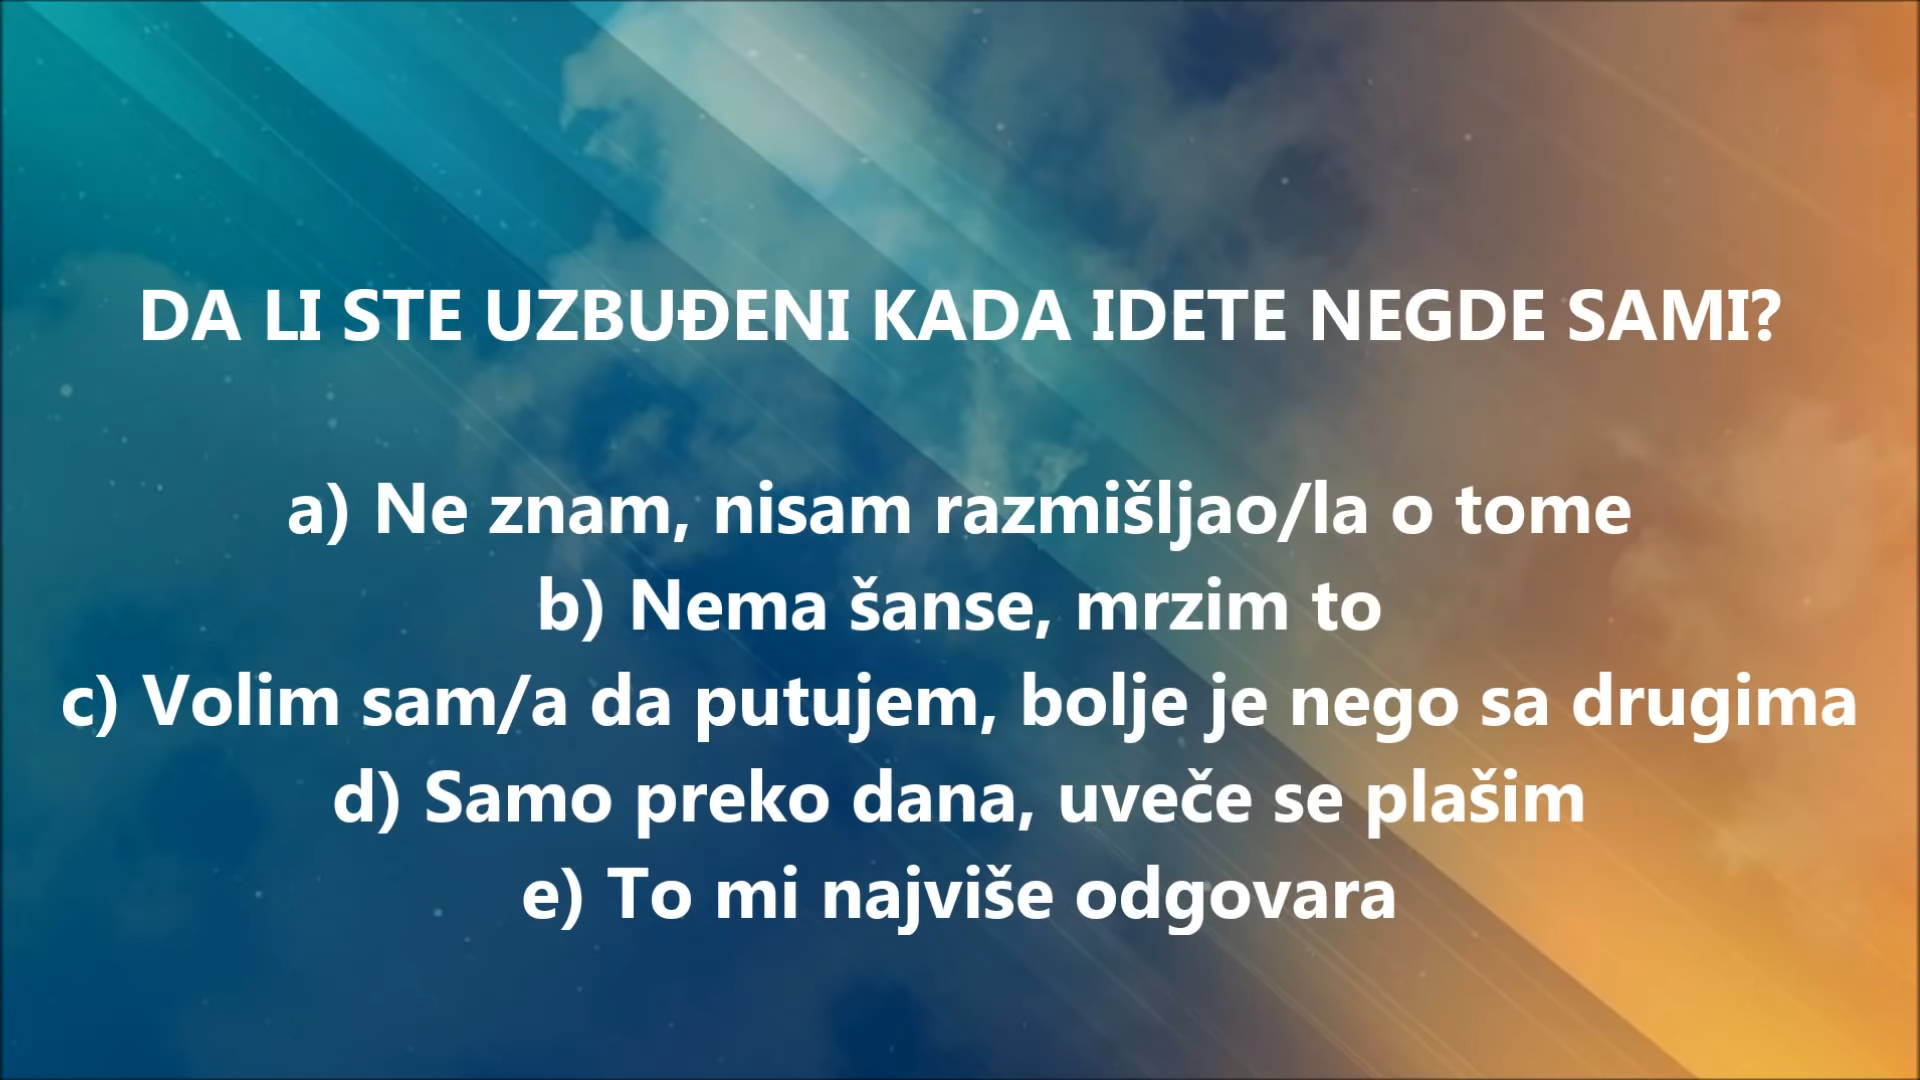 DA LI STE UZBUĐENI KADA IDETE NEGDE SAMI?
a) Ne znam, nisam razmišljao/la o tome
b) Nema šanse, mrzim to
c) Volim sam/a da putujem, bolje je nego sa drugima
d) Samo preko dana, uveče se plašim
e) To mi najviše odgovara